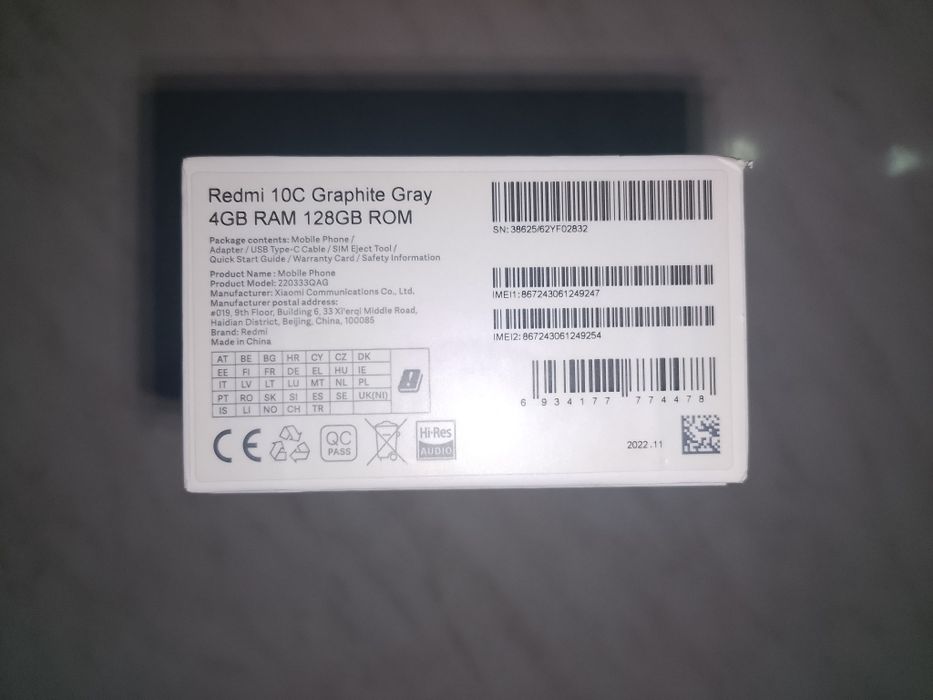 Redmi 10C Graphite Gray
4GB RAM 128GB ROM
Package contents: Mobile Phone /
Adapter / USB Type-C Cable / SIM Eject Tool /
Quick Start Guide / Warranty Card / Safety Information
Product Name : Mobile Phone
Product Model: 220333QAG
Manufacturer: Xiaomi Communications Co., Ltd.
Manufacturer postal address:
#019, 9th Floor, Building 6, 33 Xi'erqi Middle Road,
Haidian District, Beijing, China, 100085
Brand: Redmi
Made in China
AT BE BG HR CY CZ DK
EE FI FR DE EL HU IE
IT LV LT LU MT NL PL
PT RO SK SI ES SE UK(NI)
IS LI NO CH TR
CE
QC
PASS
Hi-Res
AUDIO
SN: 38625/62YF02832
IMEI1: 867243061249247
IMEI2: 867243061249254
6 934177 774478
2022.11